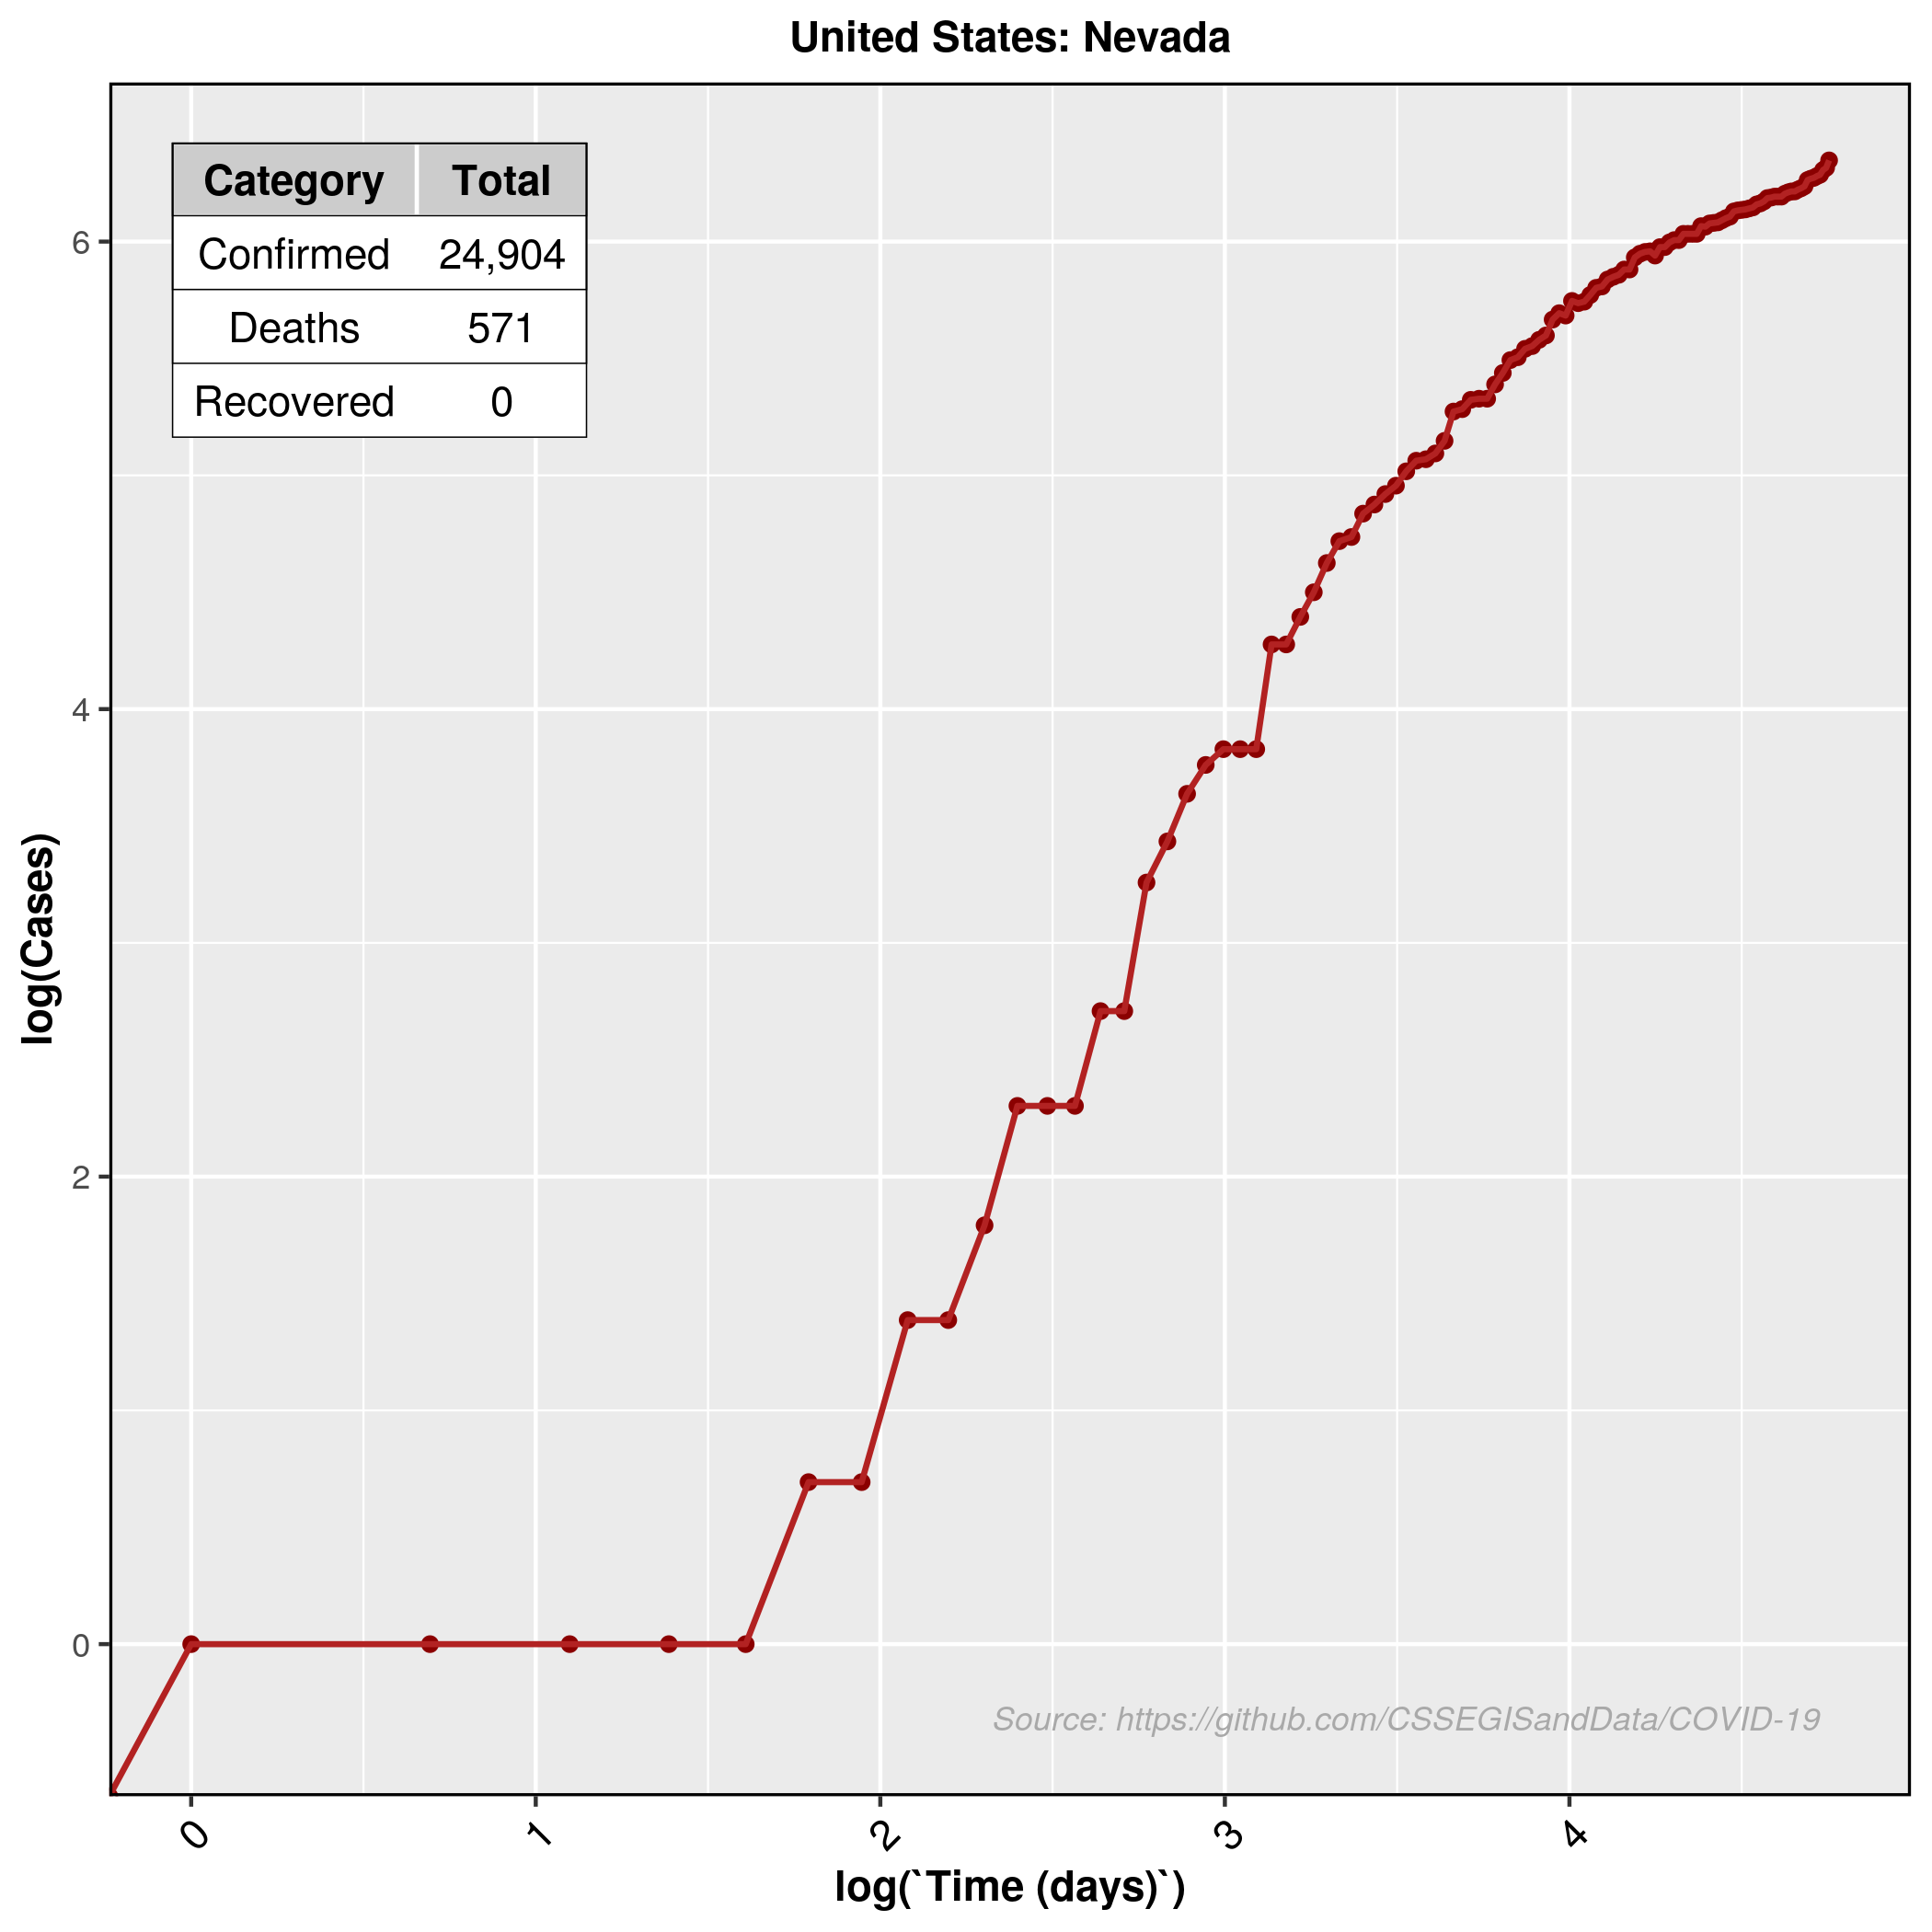 United States: Nevada
Category Total
Confirmed 24,904
Deaths 571
Recovered 0
6
4
2
0
log(Cases)
Source: https://github.com/CSSEGISandData/COVID-19
0 1 2 3 4
log(`Time (days)`)